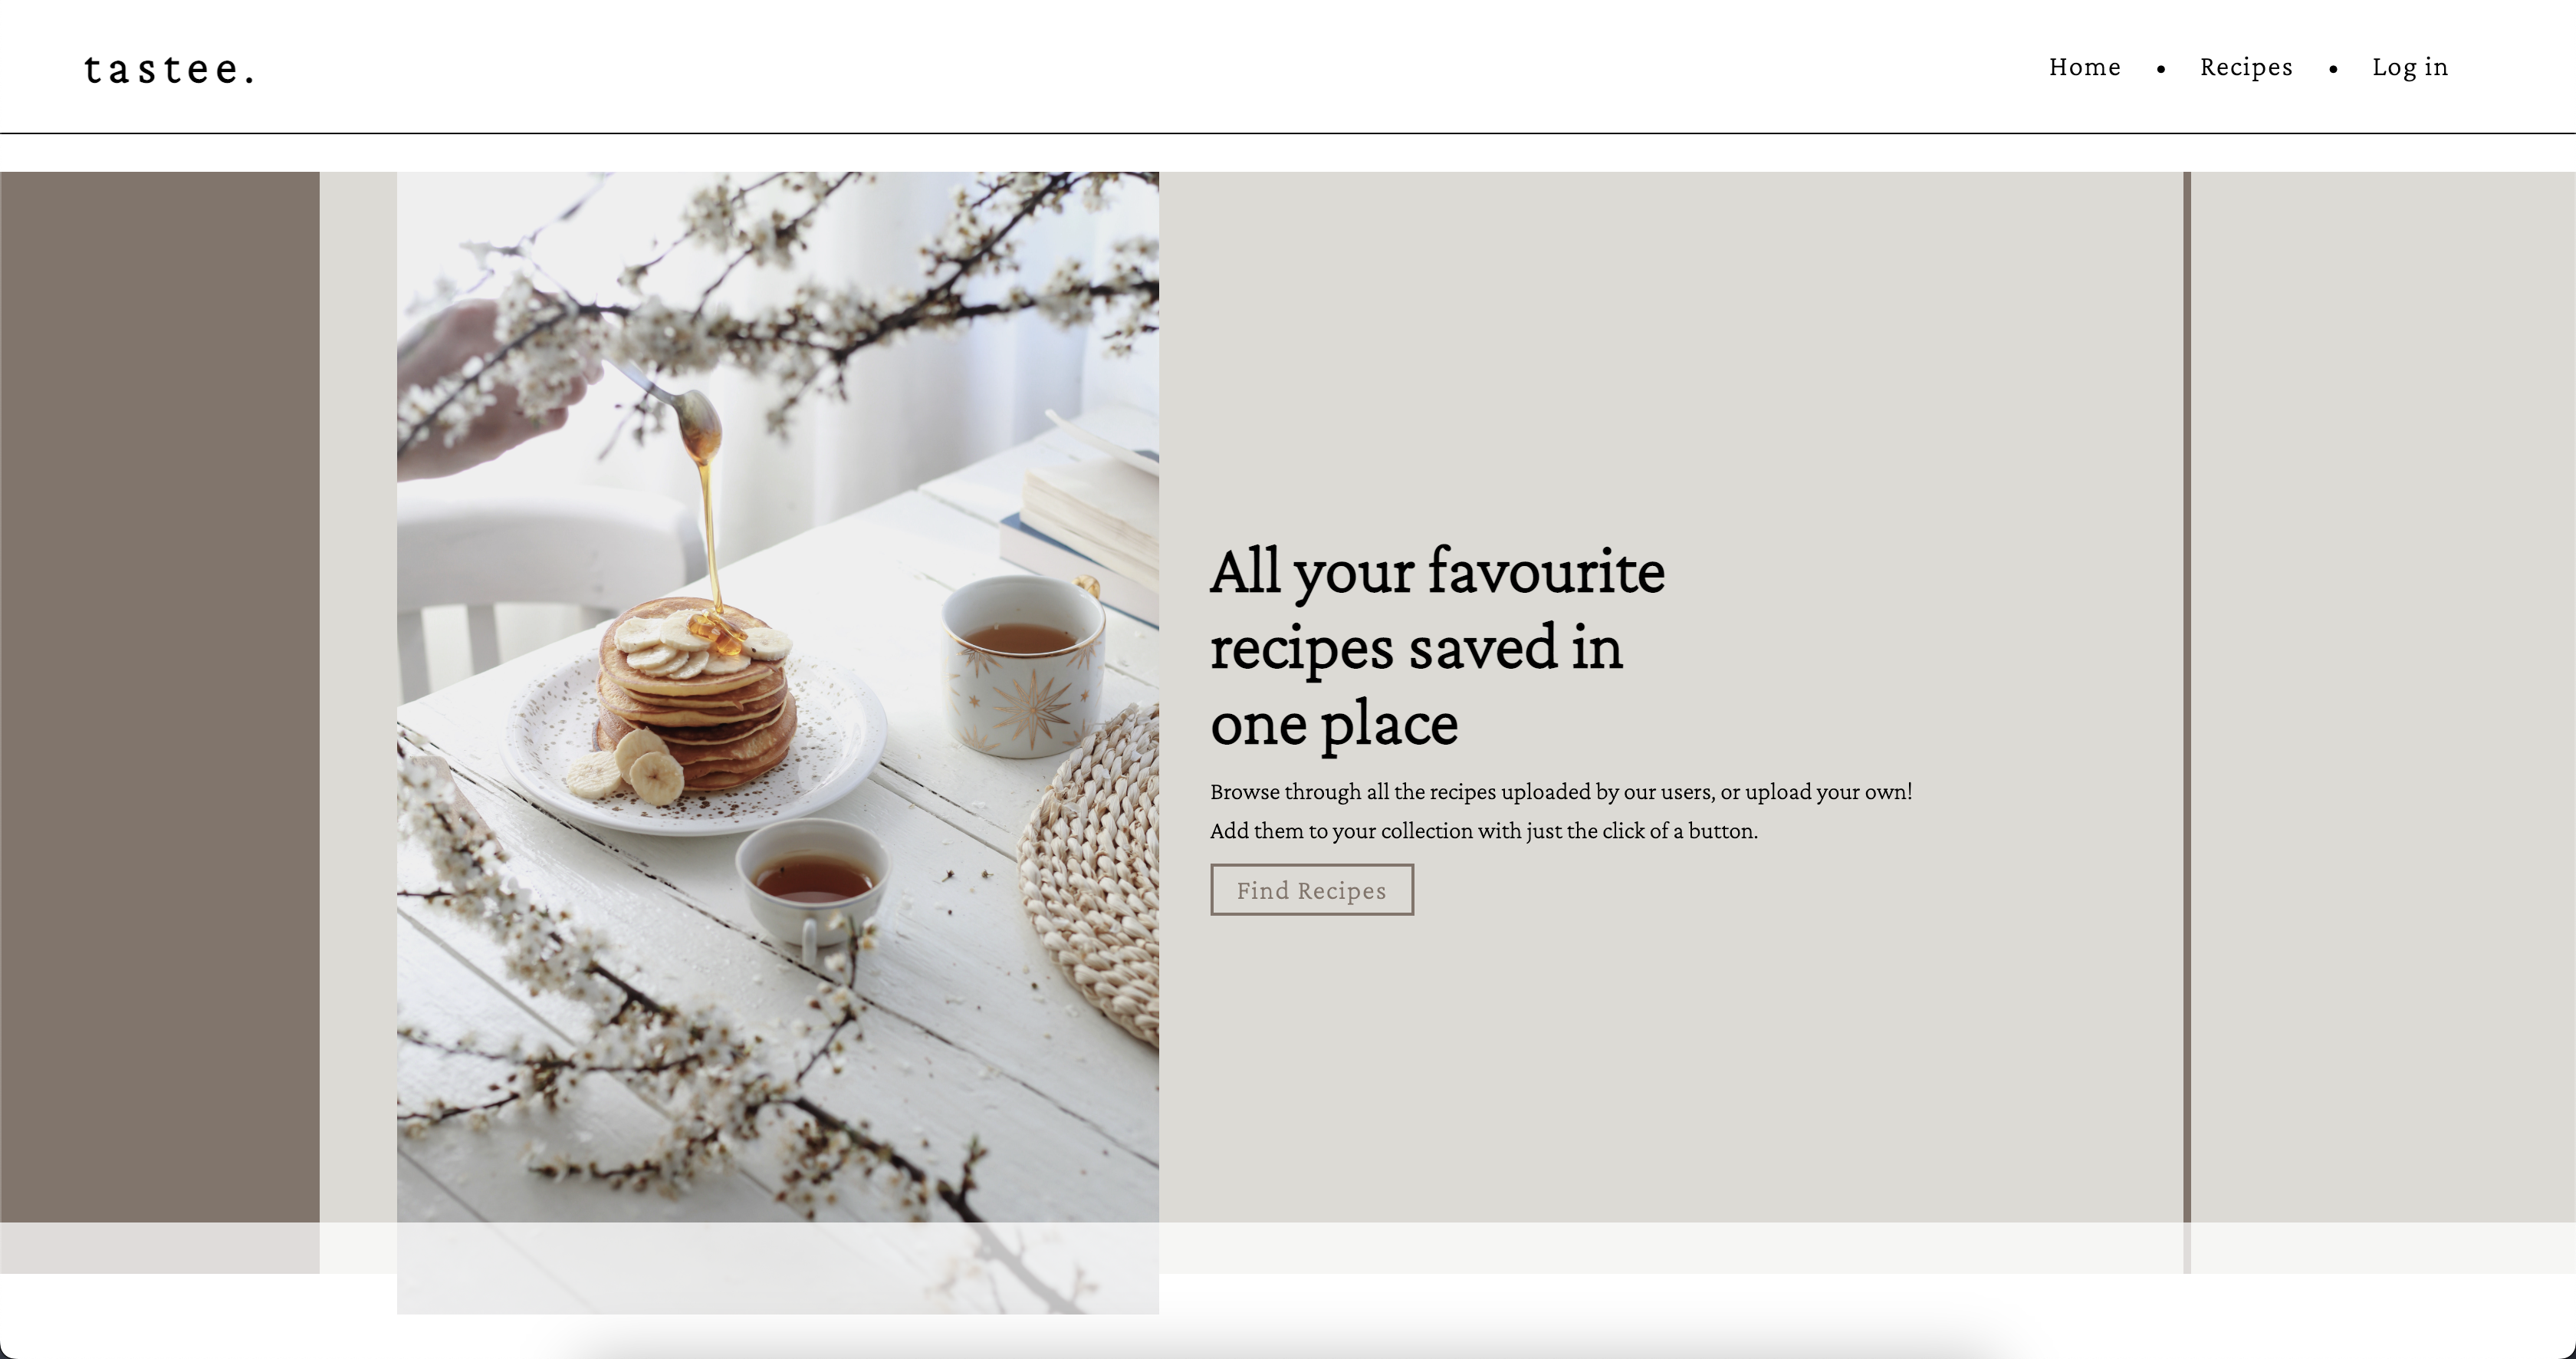 tastee.
Home • Recipes • Log in
All your favourite
recipes saved in
one place
Browse through all the recipes uploaded by our users, or upload your own!
Add them to your collection with just the click of a button.
Find Recipes